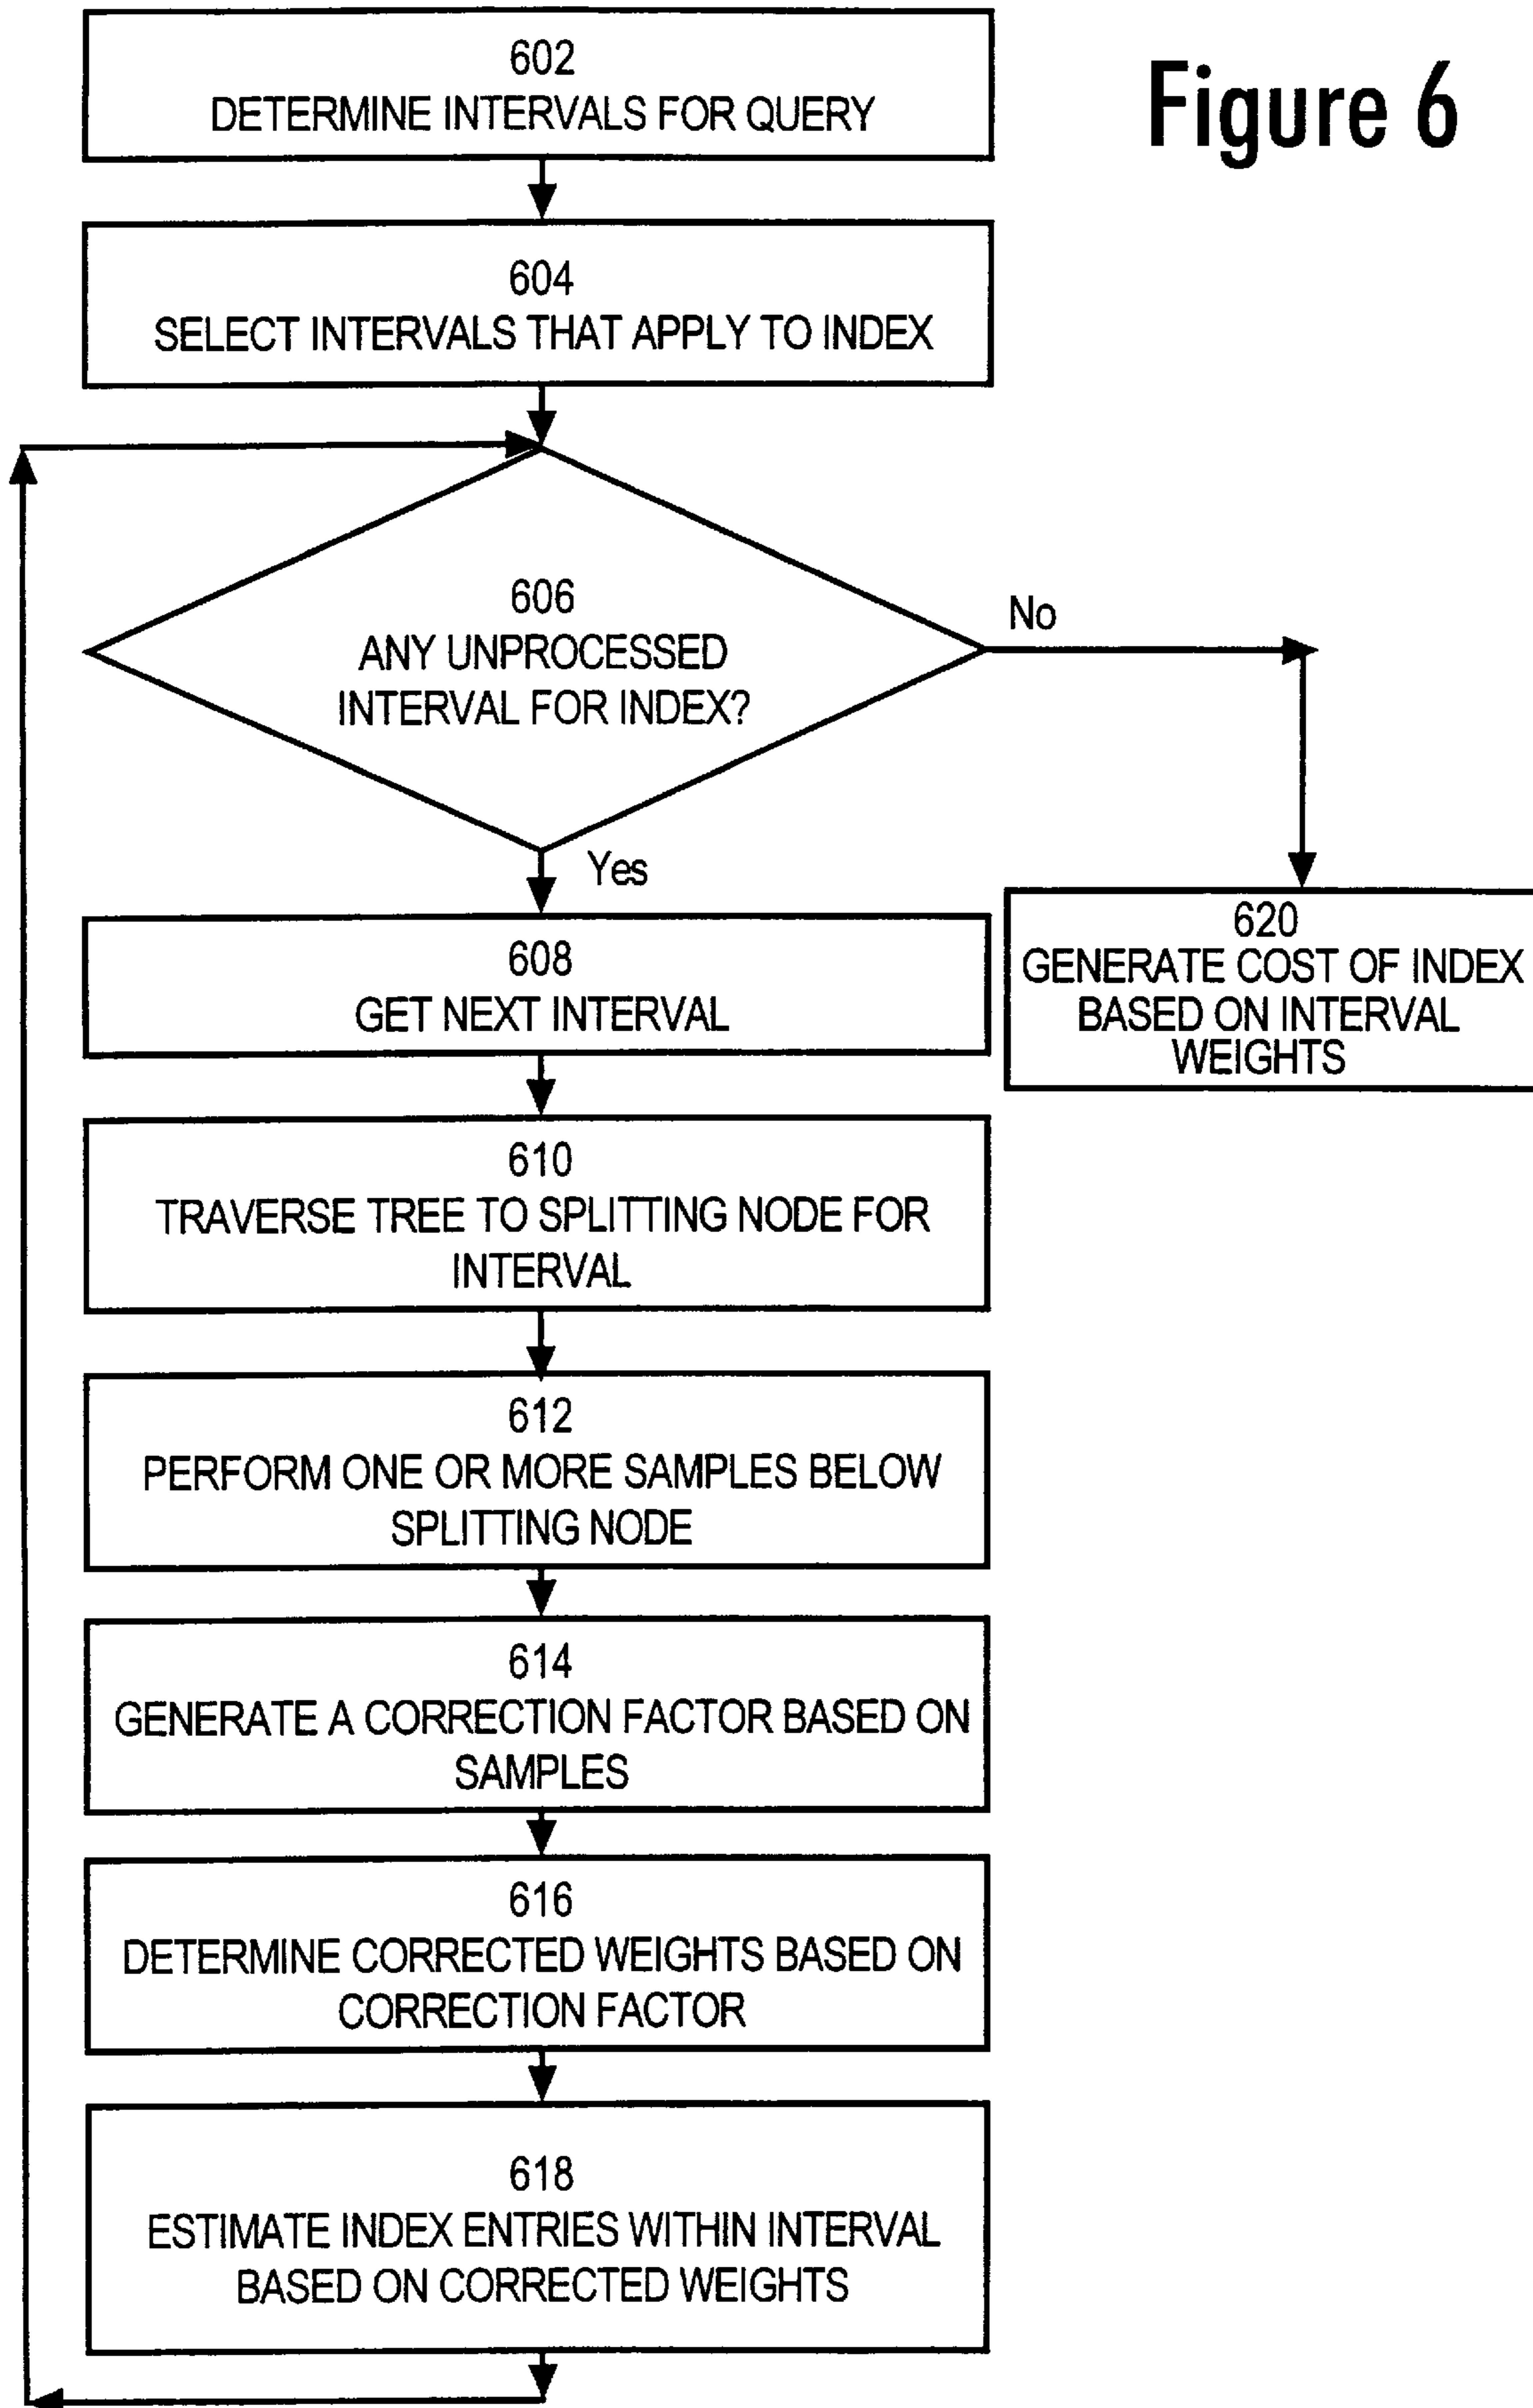 Figure 6
602
DETERMINE INTERVALS FOR QUERY
604
SELECT INTERVALS THAT APPLY TO INDEX
606
ANY UNPROCESSED
INTERVAL FOR INDEX?
No
Yes
608
GET NEXT INTERVAL
620
GENERATE COST OF INDEX
BASED ON INTERVAL
WEIGHTS
610
TRAVERSE TREE TO SPLITTING NODE FOR
INTERVAL
612
PERFORM ONE OR MORE SAMPLES BELOW
SPLITTING NODE
614
GENERATE A CORRECTION FACTOR BASED ON
SAMPLES
616
DETERMINE CORRECTED WEIGHTS BASED ON
CORRECTION FACTOR
618
ESTIMATE INDEX ENTRIES WITHIN INTERVAL
BASED ON CORRECTED WEIGHTS